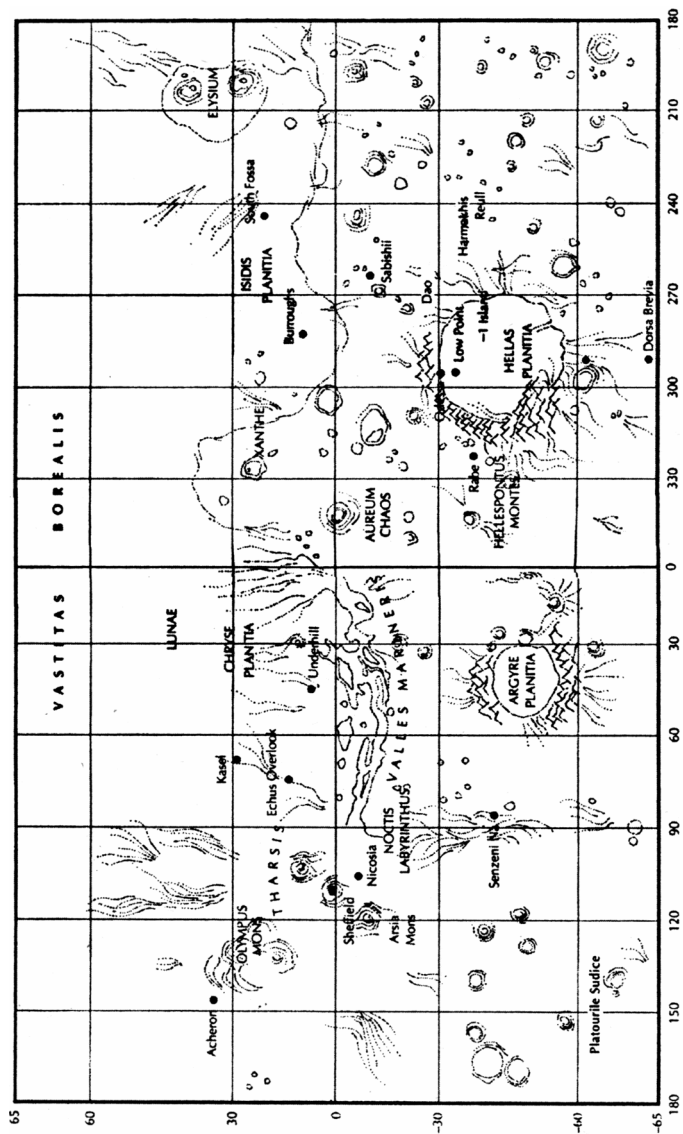 65
VASTITAS BOREALIS
60
LUNAE
Acheron
Kasei
CHRYSE
PLANITIA
ELYSIUM
30
OLYMPUS
MONS
THARSIS
Echus Overlook
Underhill
XANTHE
Burroughs
ISIDIS
PLANITIA
South Fossa
0
Sheffield
Nicosia
Arsia
Mons
NOCTIS
LABYRINTHUS
VALLES MARINERIS
AUREUM
CHAOS
Sabishii
Dao
-30
Low Point
-1 Island
Harmakhis
Reull
Rabe
HELLESPONTUS
MONTES
HELLAS
PLANITIA
Senzeni Na
ARGYRE
PLANITIA
-60
Platourile Sudice
Dorsa Brevia
-65
180 150 120 90 60 30 0 330 300 270 240 210 180